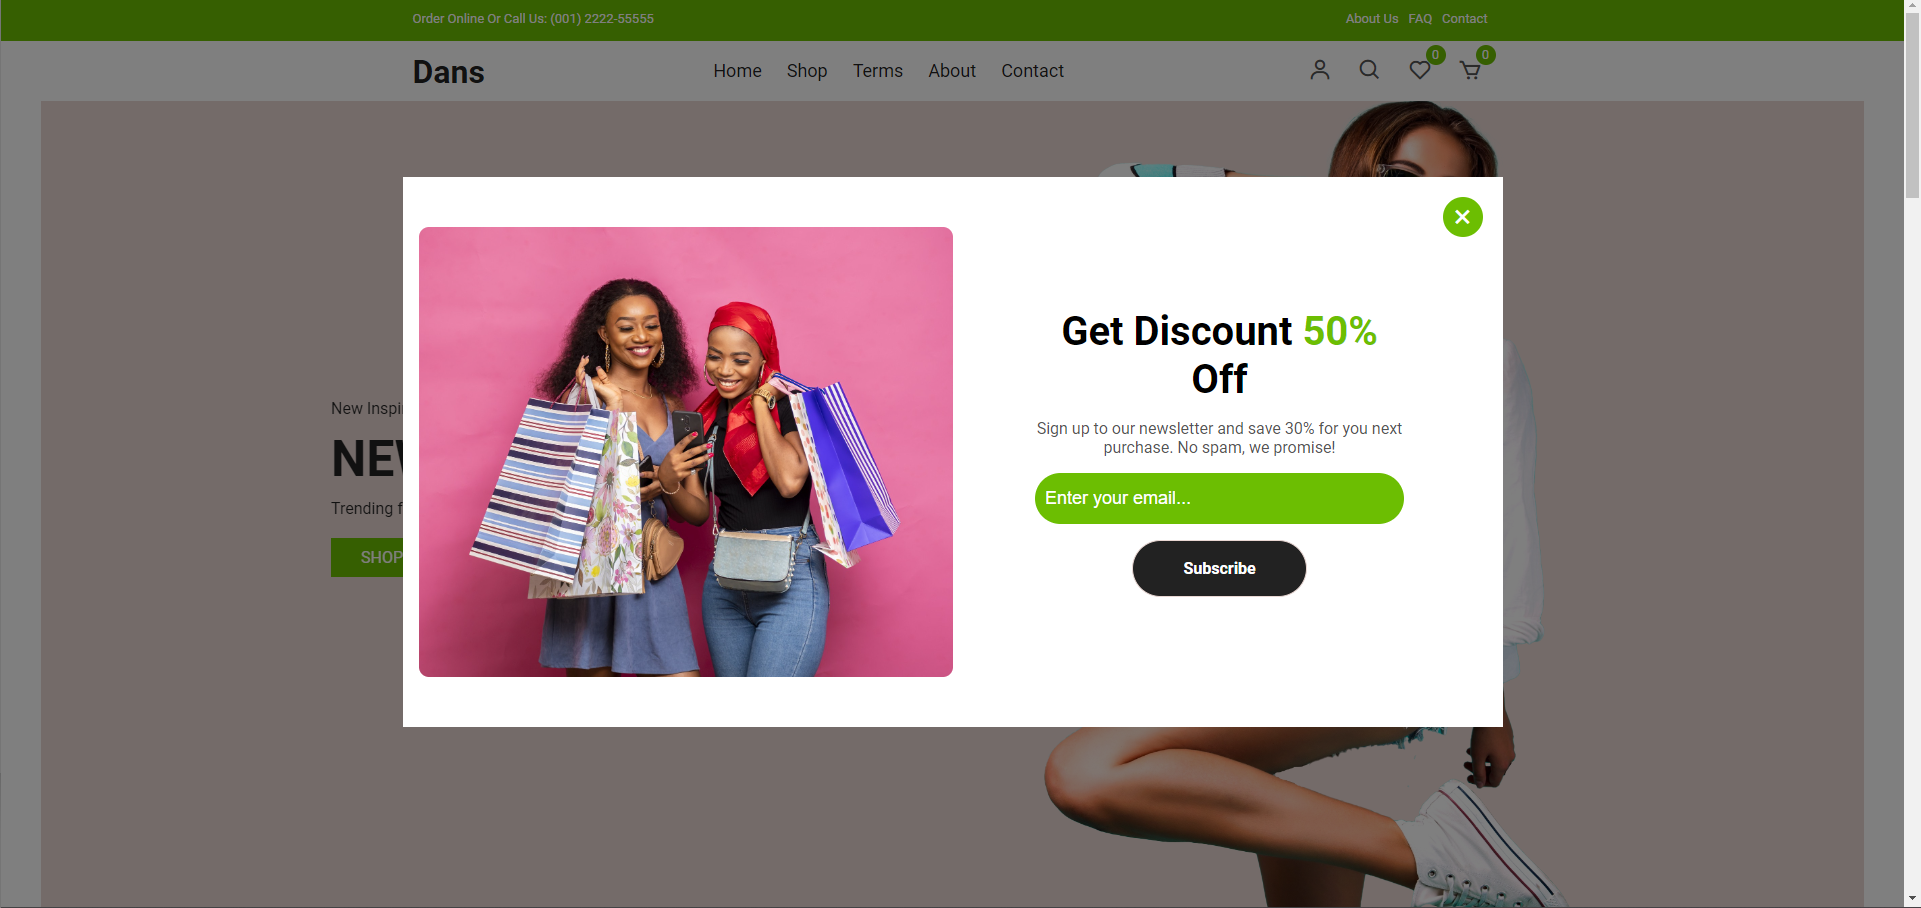 Order Online Or Call Us: (001) 2222-55555
About Us FAQ Contact
Dans
Home Shop Terms About Contact
0 0
Get Discount 50%
Off
Sign up to our newsletter and save 30% for you next
purchase. No spam, we promise!
Enter your email...
Subscribe
New
Trending
SHOP